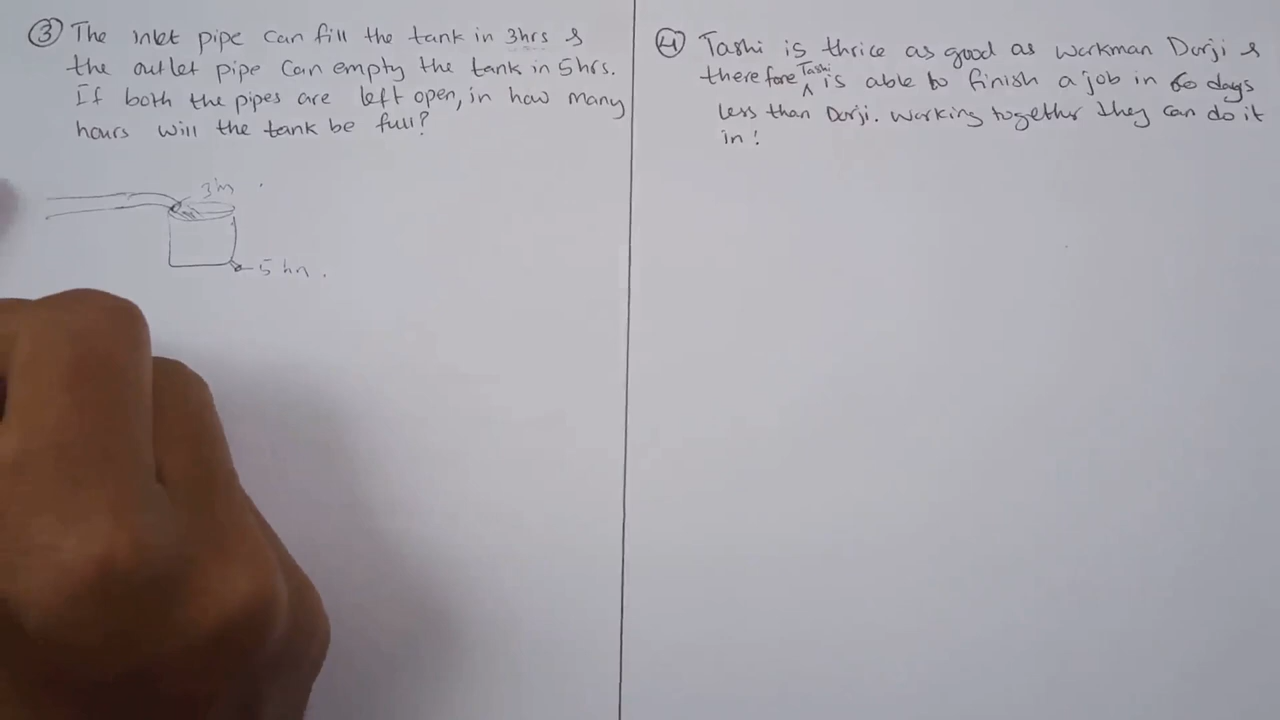 ③ The inlet pipe can fill the tank in 3hrs &
the outlet pipe can empty the tank in 5hrs.
If both the pipes are left open, in how many
hours will the tank be full?
3hr
5 hr
④ Tashi is thrice as good as workman Dorji &
therefore Tashi is able to finish a job in 60 days
less than Dorji. Working together they can do it
in!